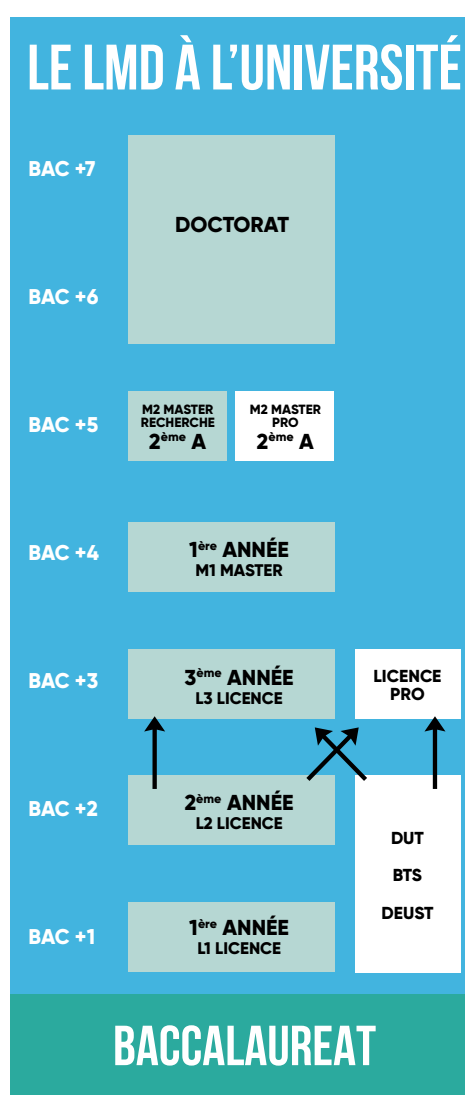 LE LMD À L'UNIVERSITÉ
BAC +7
DOCTORAT
BAC +6
BAC +5
M2 MASTER
RECHERCHE
2ème A
M2 MASTER
PRO
2ème A
BAC +4
1ère ANNÉE
M1 MASTER
BAC +3
3ème ANNÉE
L3 LICENCE
LICENCE
PRO
BAC +2
2ème ANNÉE
L2 LICENCE
DUT
BTS
DEUST
BAC +1
1ère ANNÉE
L1 LICENCE
BACCALAUREAT